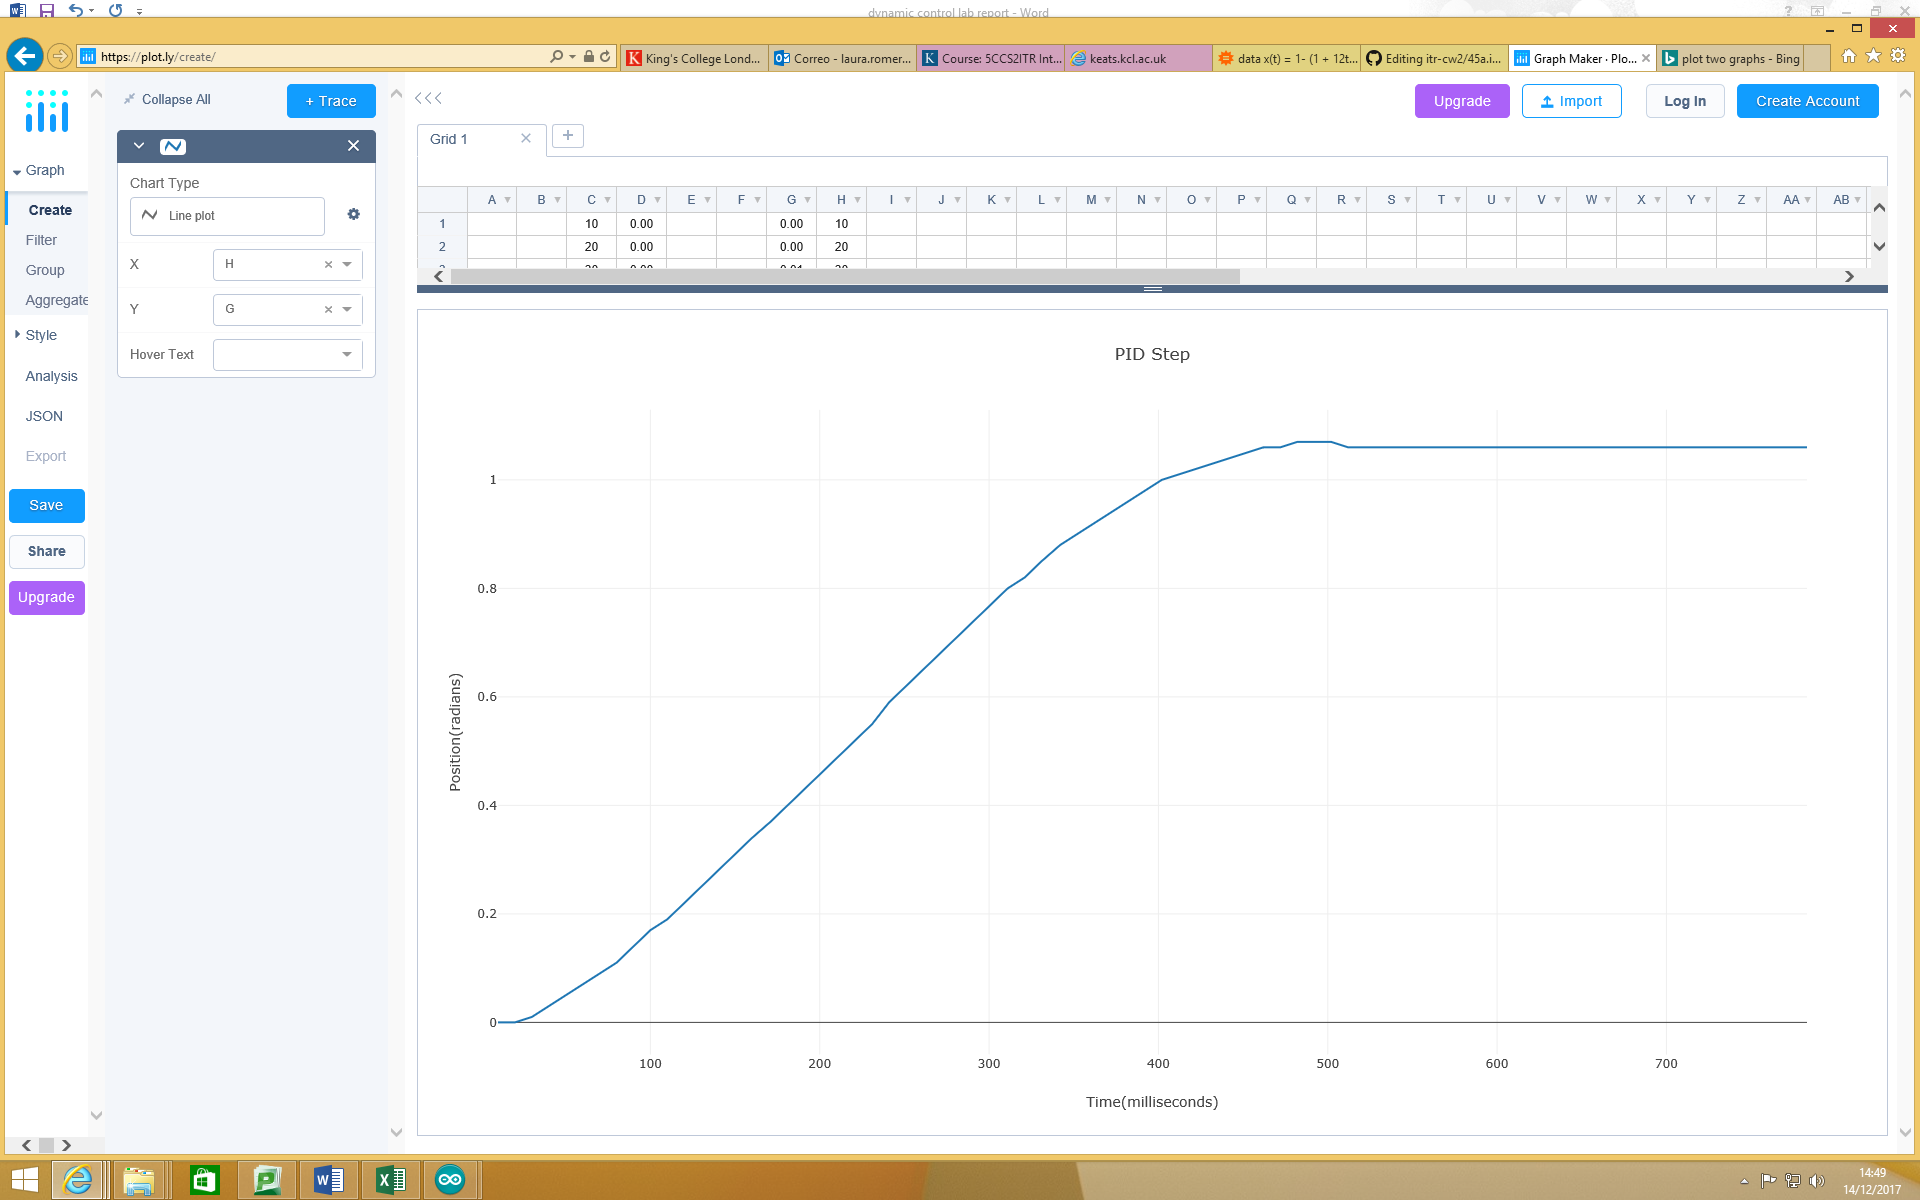 dynamic control lab report - Word
https://plot.ly/create/
King's College Lond...
Correo - laura.romer...
Course: 5CCS2ITR Int...
keats.kcl.ac.uk
data x(t) = 1- (1 + 12t...
Editing itr-cw2/45a.i...
Graph Maker · Plo...
plot two graphs - Bing
Collapse All
+ Trace
Upgrade
Import
Log In
Create Account
Graph
Create
Filter
Group
Aggregate
Style
Analysis
JSON
Export
Save
Share
Upgrade
Chart Type
Line plot
X H
Y G
Hover Text
Grid 1
A B C D E F G H I J K L M N O P Q R S T U V W X Y Z AA AB
1 10 0.00 0.00 10
2 20 0.00 0.00 20
PID Step
Position(radians)
1
0.8
0.6
0.4
0.2
0
100 200 300 400 500 600 700
Time(milliseconds)
14:49
14/12/2017